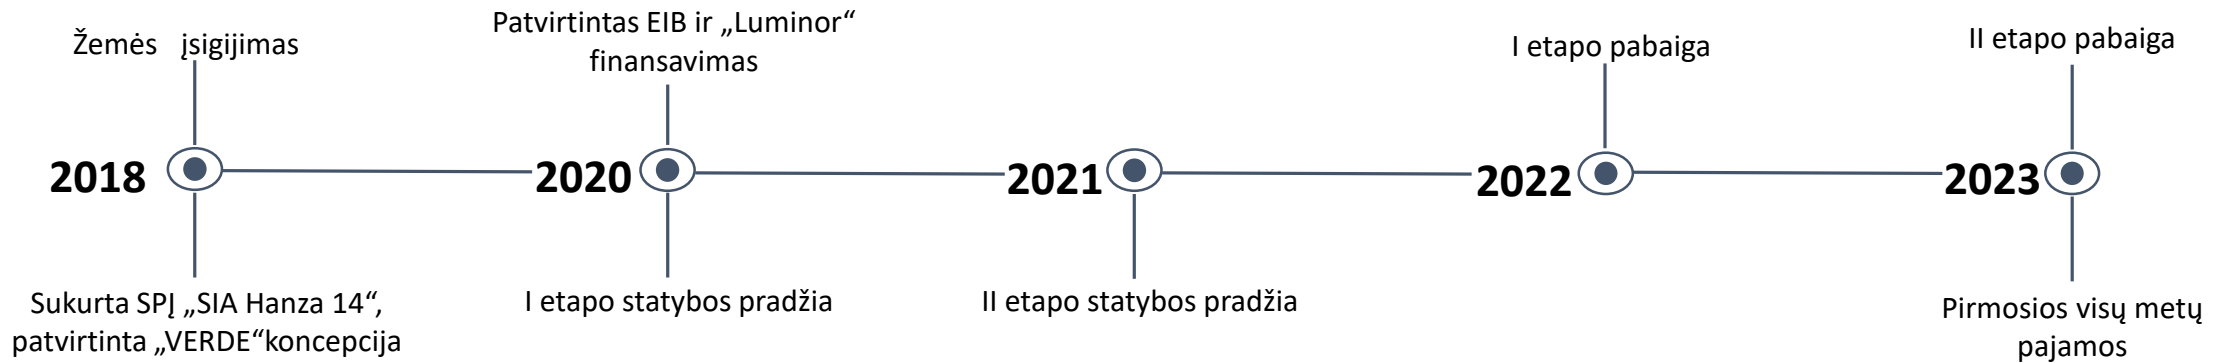 Žemės įsigijimas
2018
Sukurta SPĮ „SIA Hanza 14“,
patvirtinta „VERDE“koncepcija
Patvirtintas EIB ir „Luminor“
finansavimas
2020
I etapo statybos pradžia
2021
II etapo statybos pradžia
I etapo pabaiga
2022
II etapo pabaiga
2023
Pirmosios visų metų
pajamos